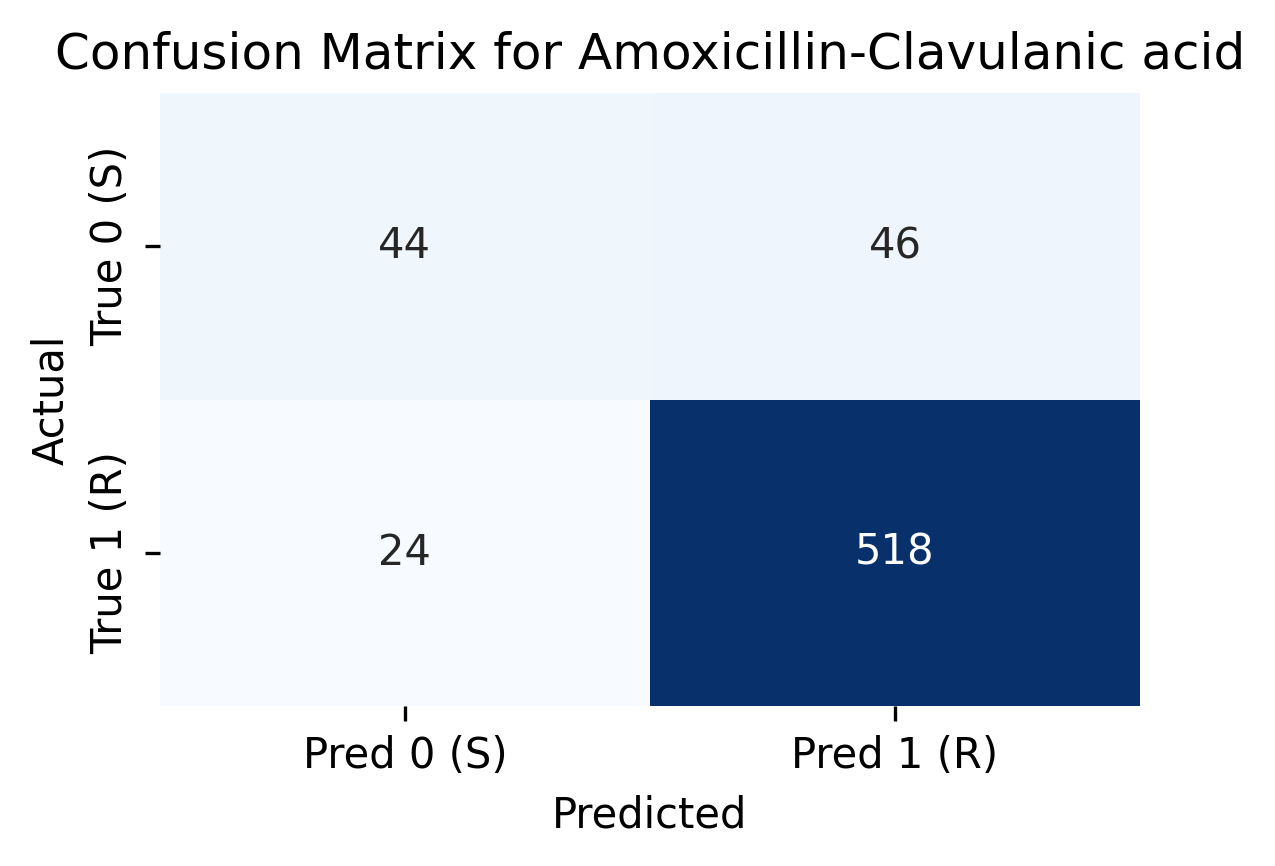 Confusion Matrix for Amoxicillin-Clavulanic acid
Actual
True 0 (S)
44
46
True 1 (R)
24
518
Pred 0 (S)
Pred 1 (R)
Predicted